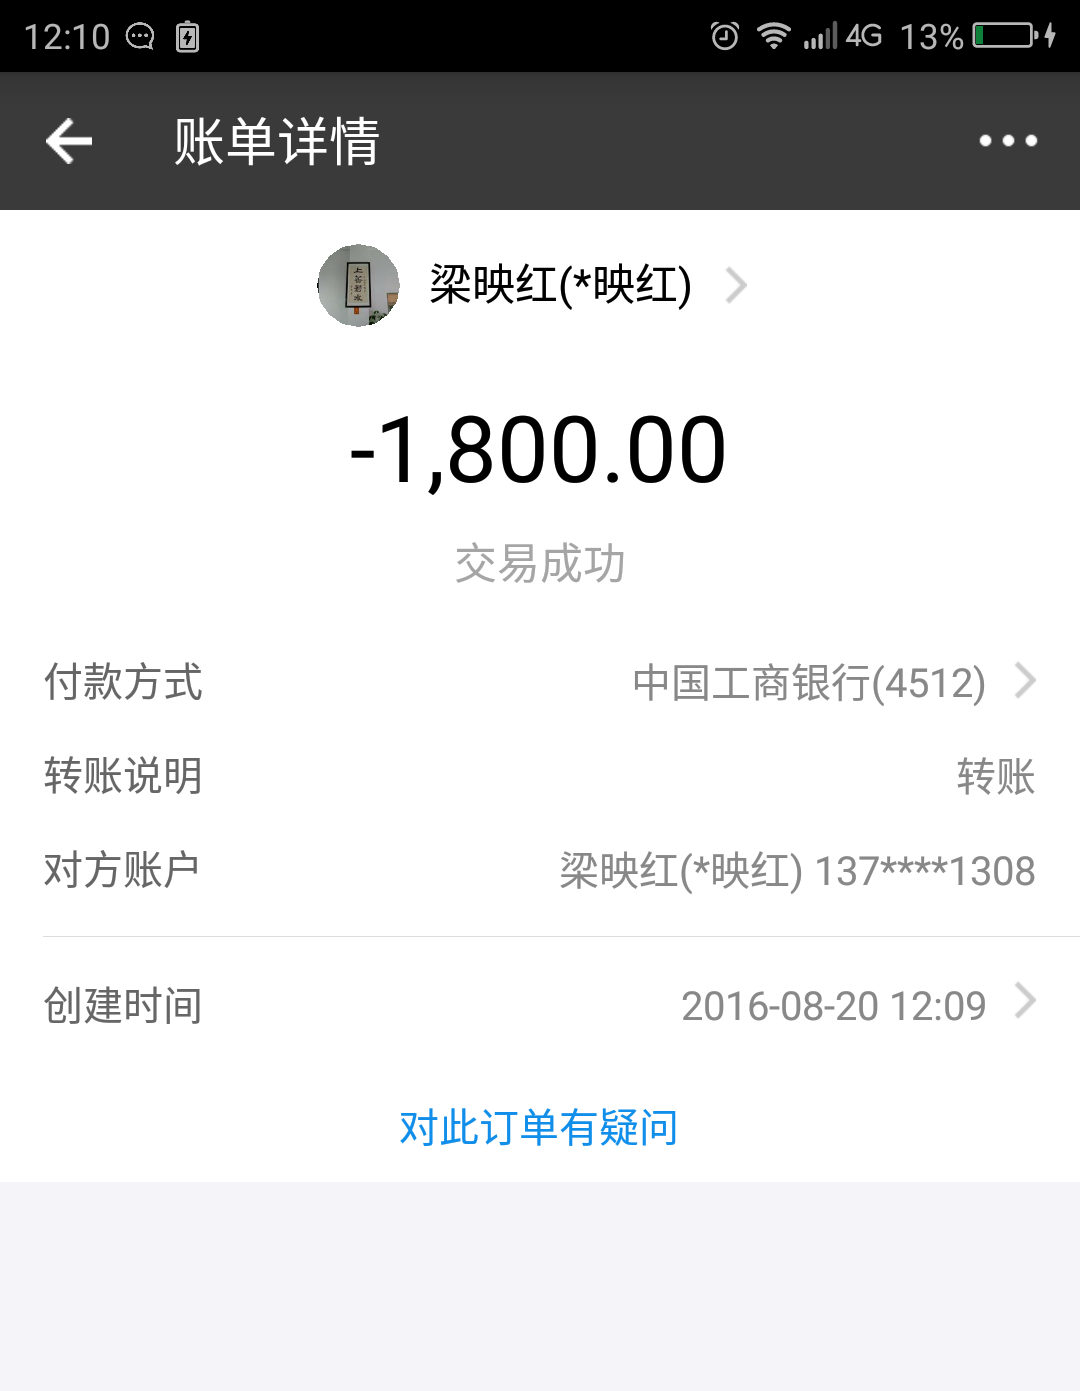 12:10 4G 13%
账单详情
梁映红(*映红)
-1,800.00
交易成功
付款方式 中国工商银行(4512)
转账说明 转账
对方账户 梁映红(*映红) 137****1308
创建时间 2016-08-20 12:09
对此订单有疑问